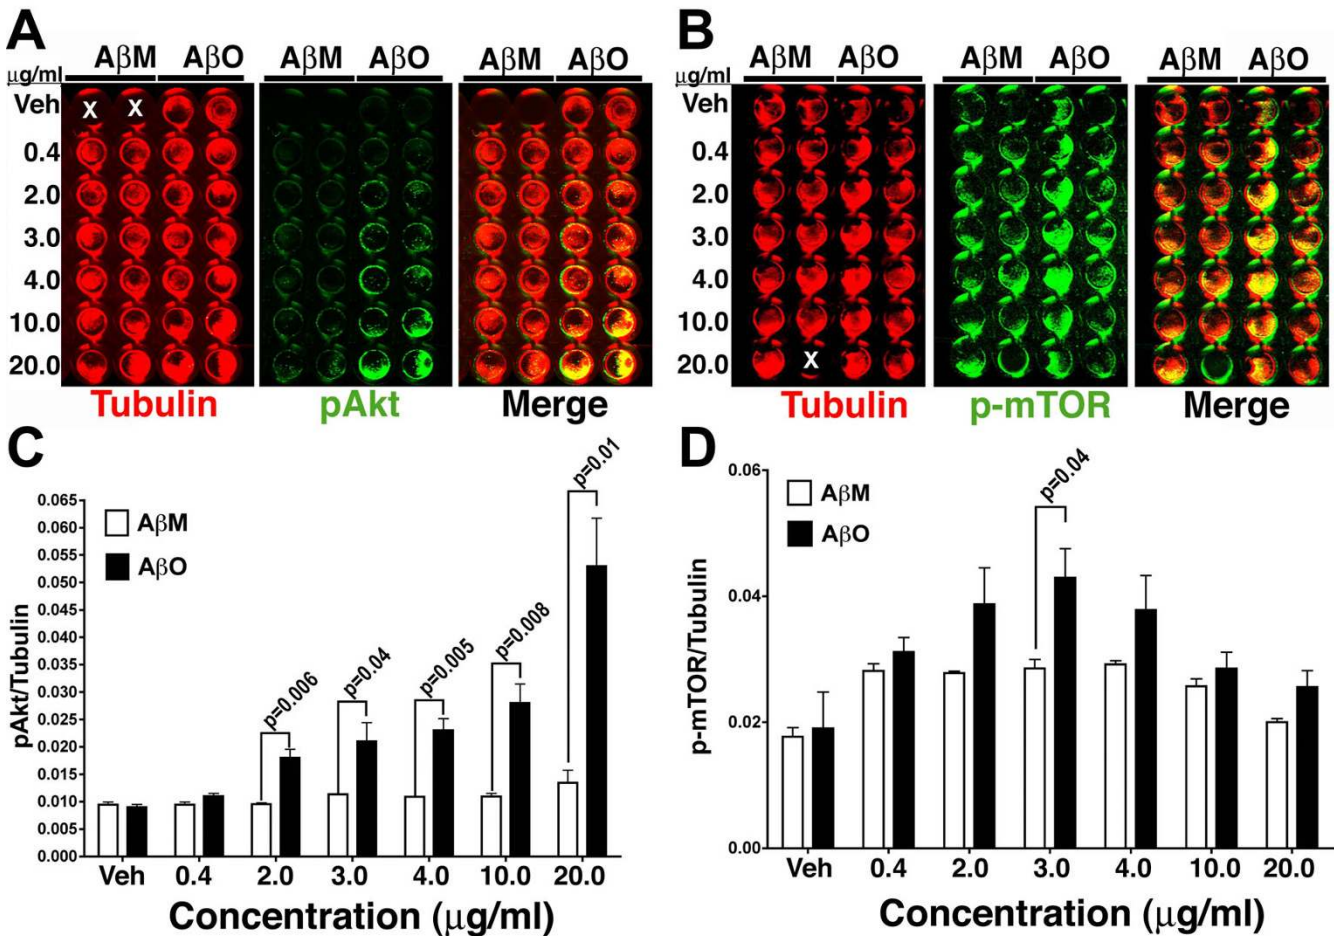 A
B
AβM AβO AβM AβO AβM AβO
μg/ml
Veh
X X
0.4
2.0
3.0
4.0
10.0
20.0
Tubulin pAkt Merge
AβM AβO AβM AβO AβM AβO
μg/ml
Veh
0.4
2.0
3.0
4.0
10.0
20.0
X
Tubulin p-mTOR Merge
C
pAkt/Tubulin
0.065
0.060
0.055
0.050
0.045
0.040
0.035
0.030
0.025
0.020
0.015
0.010
0.005
0.000
AβM
AβO
p=0.006
p=0.04
p=0.005
p=0.008
p=0.01
Veh 0.4 2.0 3.0 4.0 10.0 20.0
Concentration (μg/ml)
D
p-mTOR/Tubulin
0.06
0.04
0.02
0.00
AβM
AβO
p=0.04
Veh 0.4 2.0 3.0 4.0 10.0 20.0
Concentration (μg/ml)